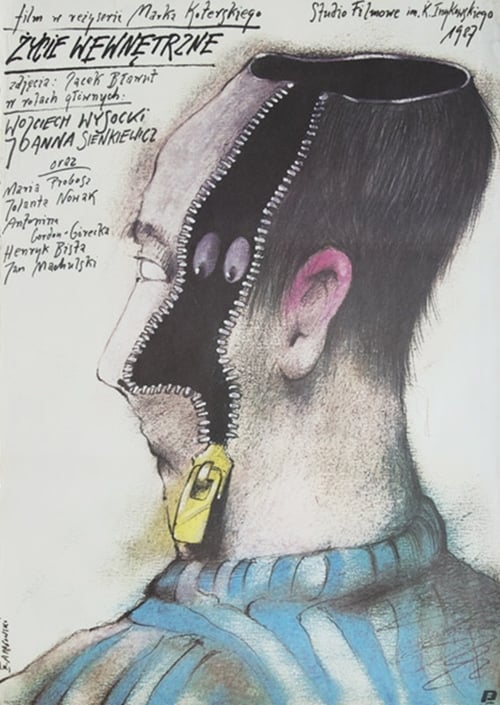 film w reżyserii Marka Koterskiego
ŻYCIE WEWNĘTRZNE
zdjęcia: Jacek Bławut
w rolach głównych:
WOJCIECH WYSOCKI
JOANNA SIENKIEWICZ
oraz
Maria Probosz
Jolanta Nowak
Antonina
Gordon-Górecka
Henryk Bista
Jan Machulski
Studio Filmowe im. K. Irzykowskiego
1987